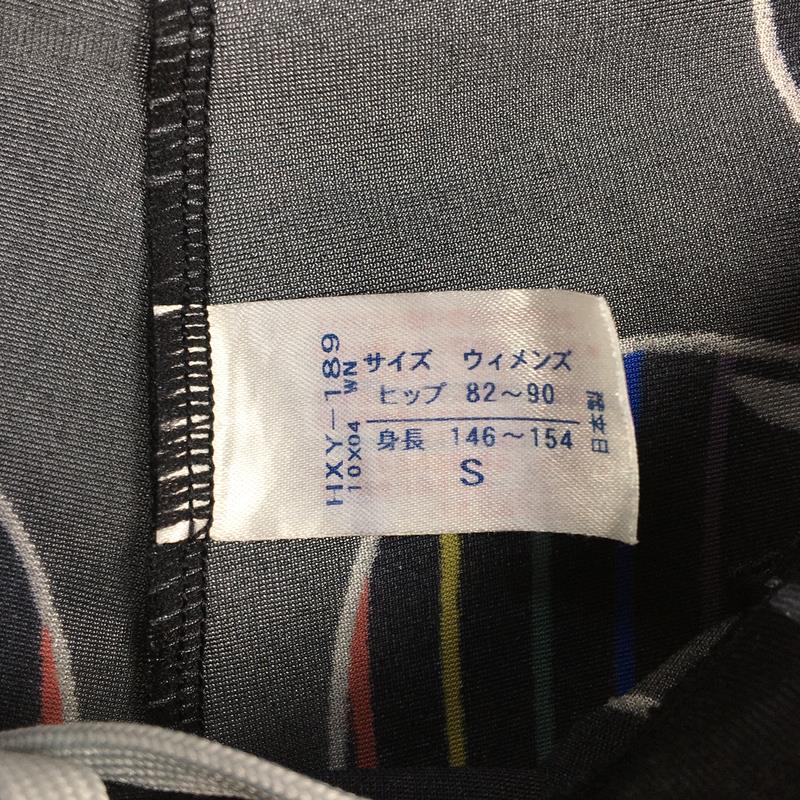 HXY-189
10X04 WN
サイズ ウィメンズ
ヒップ 82～90
身長 146～154
S
日本製